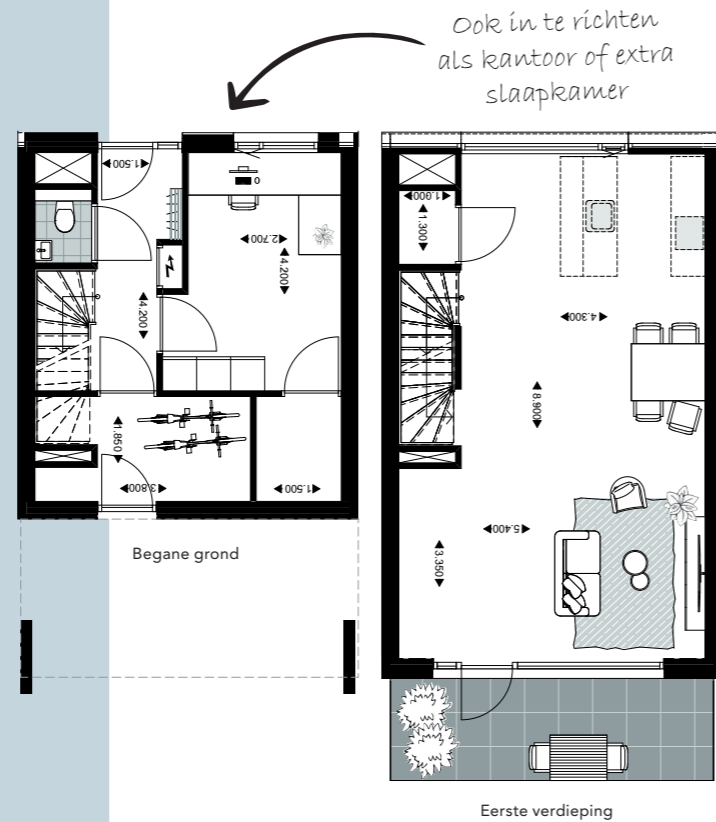 Ook in te richten
als kantoor of extra
slaapkamer
1.500
2.700
4.200
4.200
1.850
3.800
1.500
Begane grond
1.900
1.300
4.300
8.900
5.400
3.350
Eerste verdieping